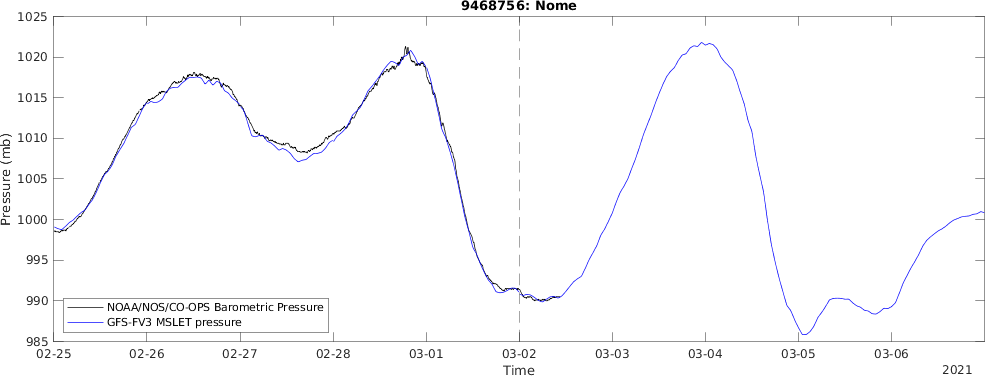 9468756: Nome
1025
1020
1015
1010
1005
1000
995
990
985
Pressure (mb)
NOAA/NOS/CO-OPS Barometric Pressure
GFS-FV3 MSLET pressure
02-25 02-26 02-27 02-28 03-01 03-02 03-03 03-04 03-05 03-06
Time
2021